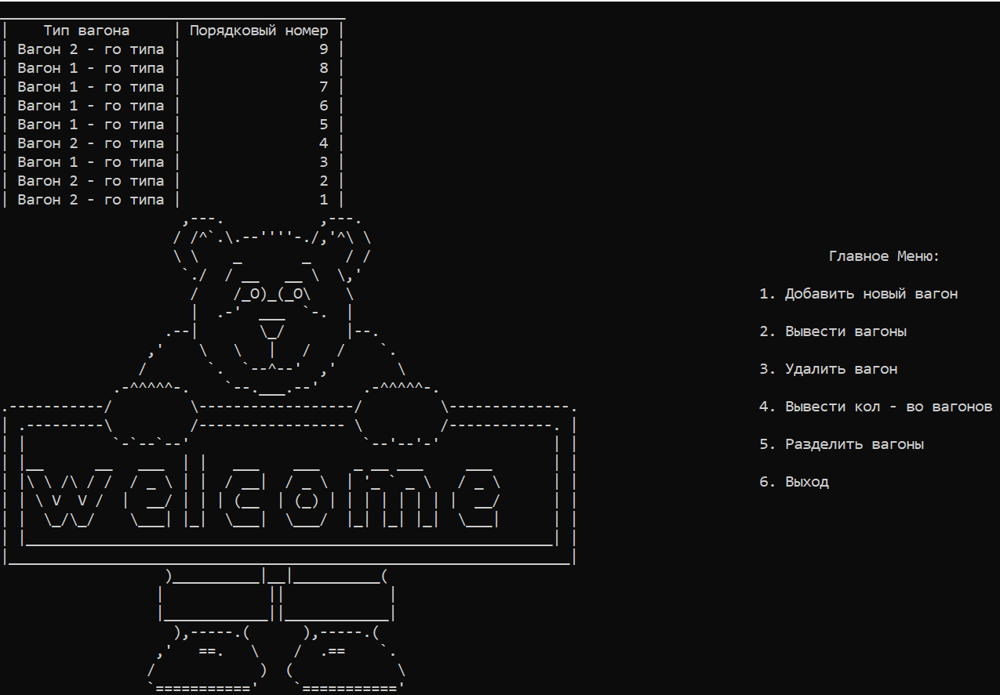 Тип вагона Порядковый номер
Вагон 2 - го типа 9
Вагон 1 - го типа 8
Вагон 1 - го типа 7
Вагон 1 - го типа 6
Вагон 1 - го типа 5
Вагон 2 - го типа 4
Вагон 1 - го типа 3
Вагон 2 - го типа 2
Вагон 2 - го типа 1
welcome
Главное Меню:
1. Добавить новый вагон
2. Вывести вагоны
3. Удалить вагон
4. Вывести кол - во вагонов
5. Разделить вагоны
6. Выход